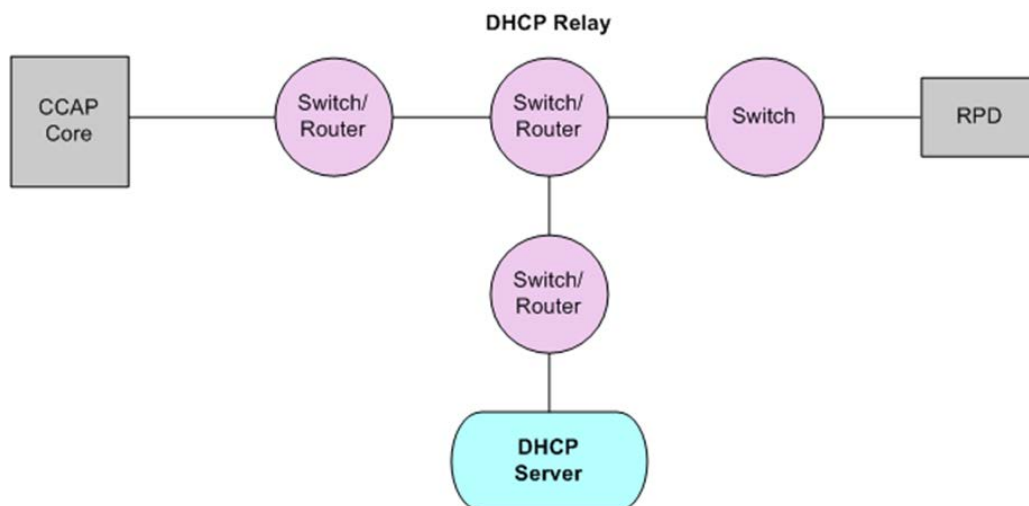 DHCP Relay
CCAP
Core
Switch/
Router
Switch/
Router
Switch
RPD
Switch/
Router
DHCP
Server